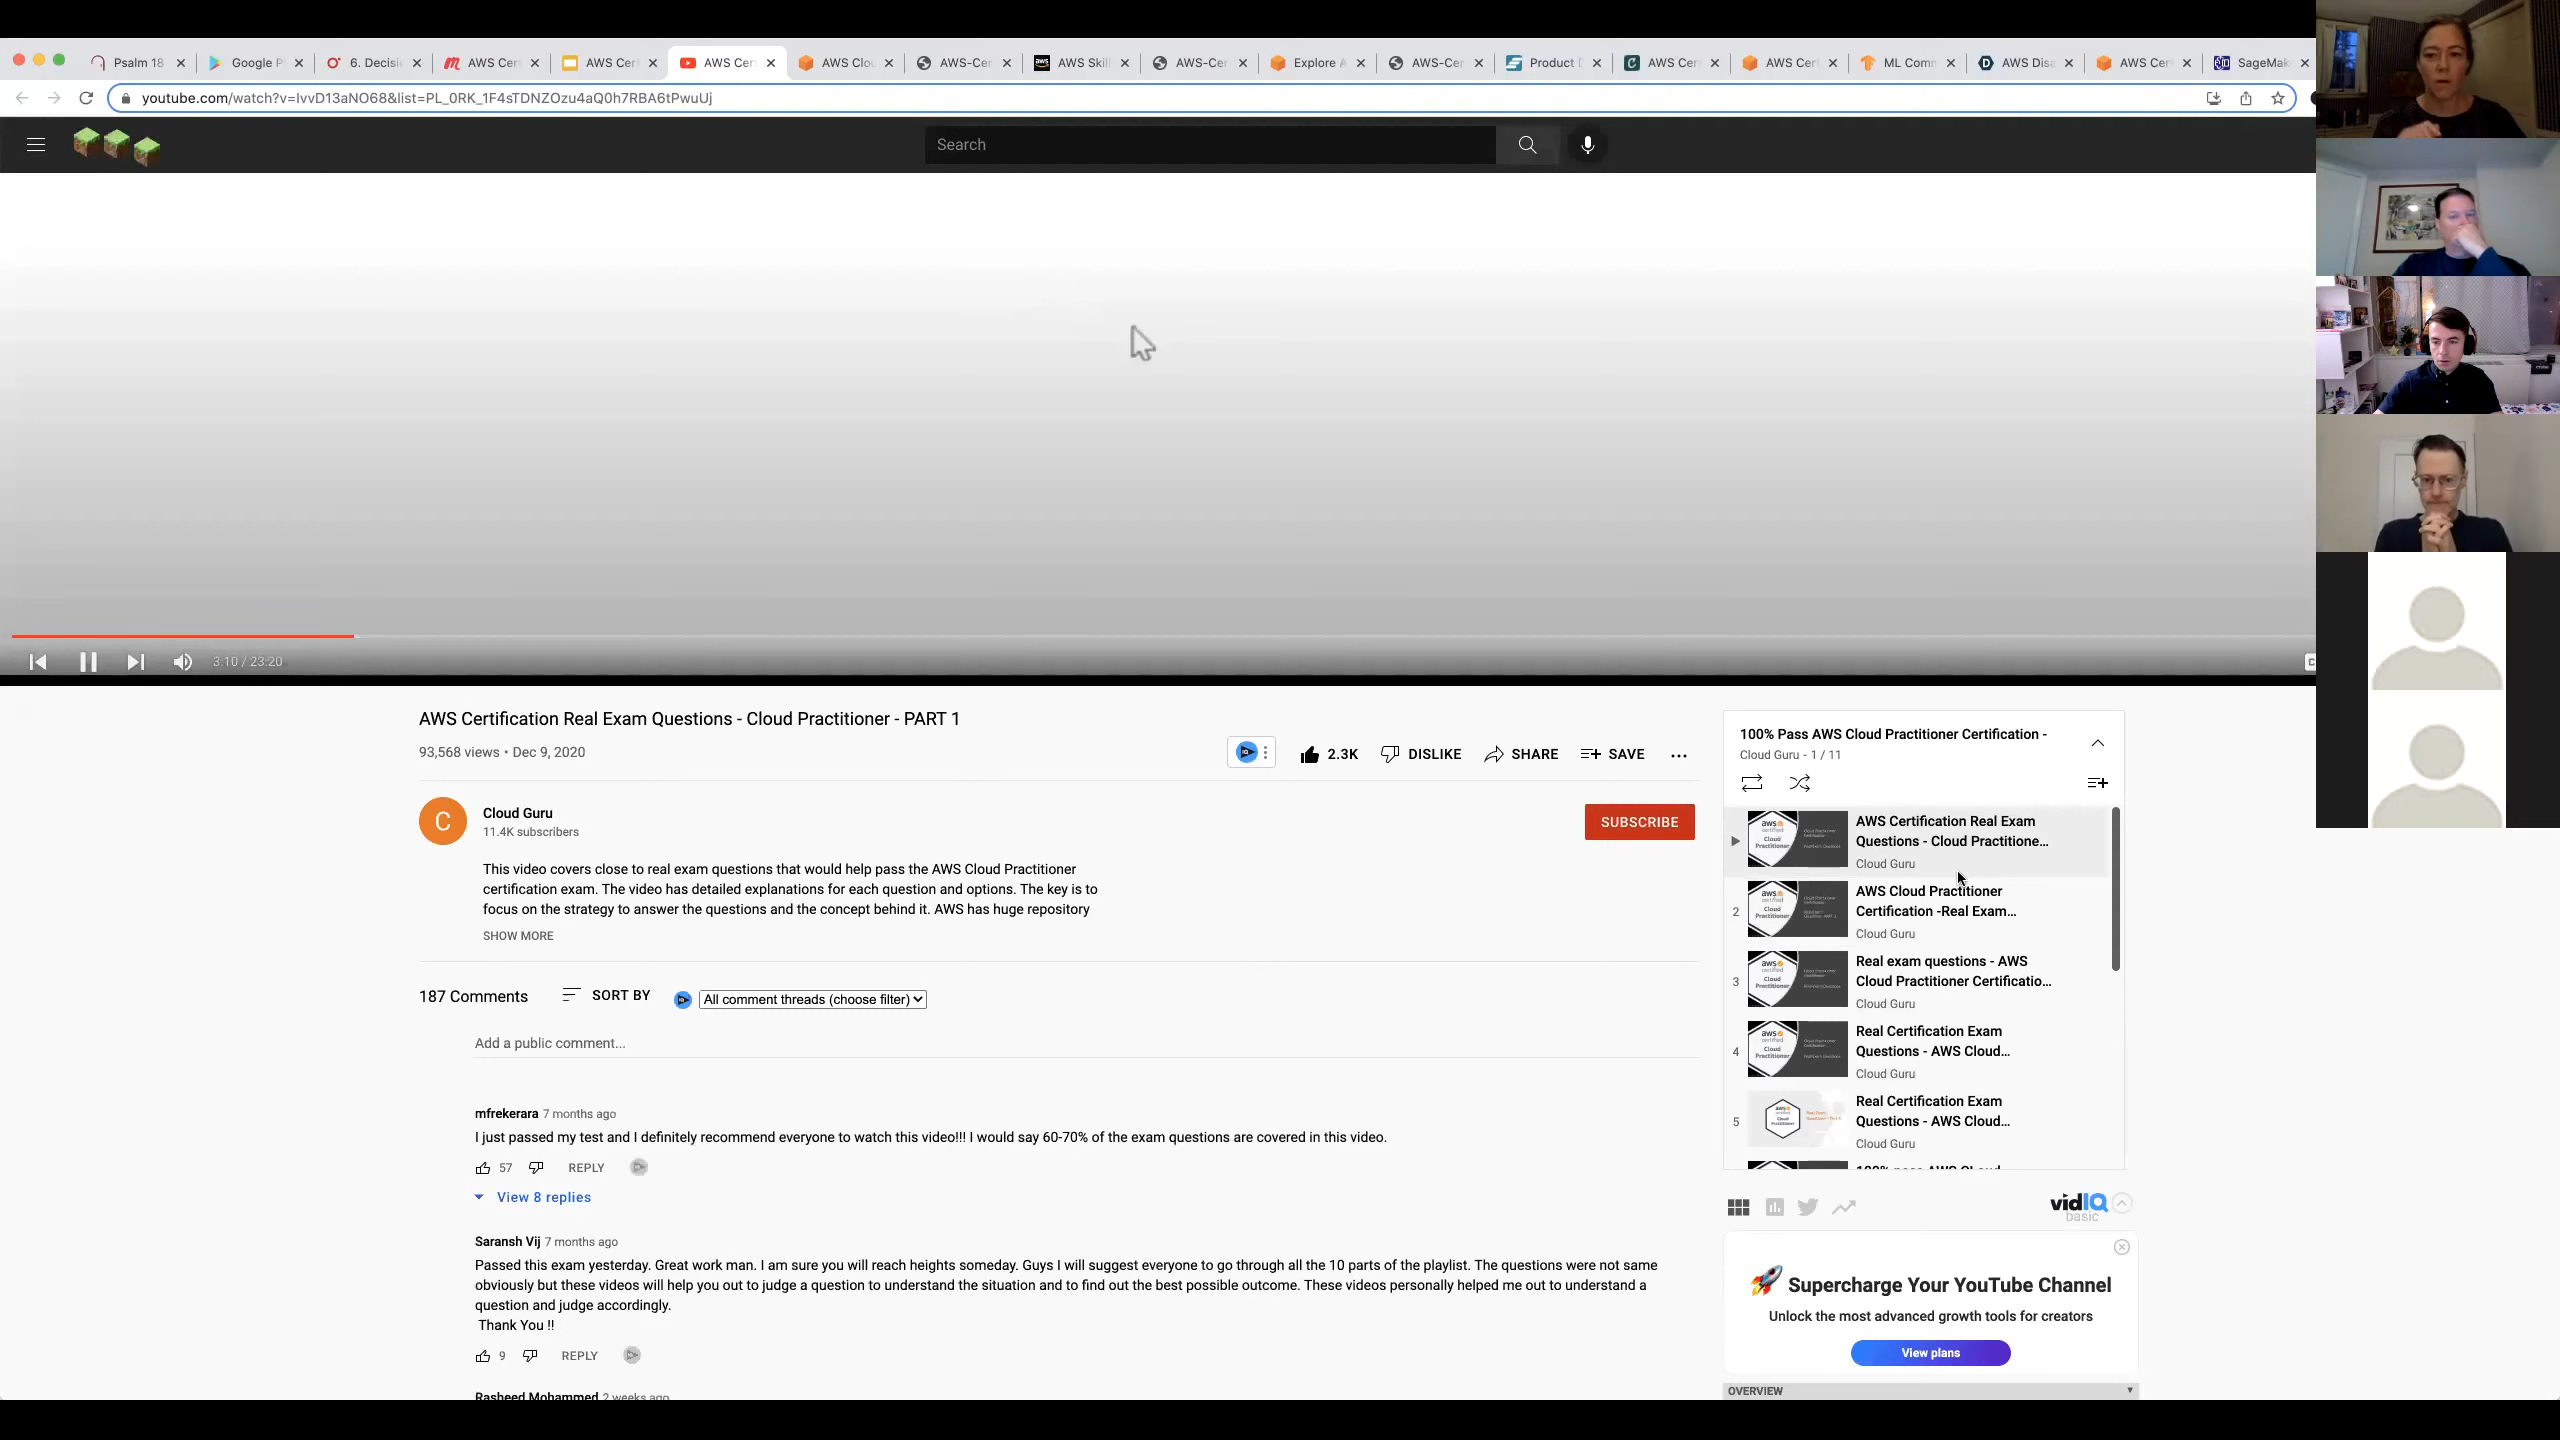 Psalm 18
Google P
6. Decisi
AWS Cer
AWS Cer
AWS Cer
AWS Clou
AWS-Cer
AWS Skil
AWS-Cer
Explore A
AWS-Cer
Product D
AWS Cert
AWS Cert
ML Comm
AWS Disa
AWS Cer
SageMak
youtube.com/watch?v=IvvD13aNO68&list=PL_0RK_1F4sTDNZOzu4aQ0h7RBA6tPwuUj
Search
3:10 / 23:20
AWS Certification Real Exam Questions - Cloud Practitioner - PART 1
93,568 views • Dec 9, 2020
2.3K
DISLIKE
SHARE
SAVE
C
Cloud Guru
11.4K subscribers
SUBSCRIBE
This video covers close to real exam questions that would help pass the AWS Cloud Practitioner
certification exam. The video has detailed explanations for each question and options. The key is to
focus on the strategy to answer the questions and the concept behind it. AWS has huge repository
SHOW MORE
187 Comments
SORT BY
All comment threads (choose filter)
Add a public comment...
mfrekerara 7 months ago
I just passed my test and I definitely recommend everyone to watch this video!!! I would say 60-70% of the exam questions are covered in this video.
57
REPLY
View 8 replies
Saransh Vij 7 months ago
Passed this exam yesterday. Great work man. I am sure you will reach heights someday. Guys I will suggest everyone to go through all the 10 parts of the playlist. The questions were not same
obviously but these videos will help you out to judge a question to understand the situation and to find out the best possible outcome. These videos personally helped me out to understand a
question and judge accordingly.
Thank You !!
9
REPLY
Rasheed Mohammed 2 weeks ago
100% Pass AWS Cloud Practitioner Certification -
Cloud Guru - 1 / 11
AWS Certification Real Exam
Questions - Cloud Practitione...
Cloud Guru
2
AWS Cloud Practitioner
Certification -Real Exam...
Cloud Guru
3
Real exam questions - AWS
Cloud Practitioner Certificatio...
Cloud Guru
4
Real Certification Exam
Questions - AWS Cloud...
Cloud Guru
5
Real Certification Exam
Questions - AWS Cloud...
Cloud Guru
100% pass AWS Cloud
vidIQ
basic
Supercharge Your YouTube Channel
Unlock the most advanced growth tools for creators
View plans
OVERVIEW